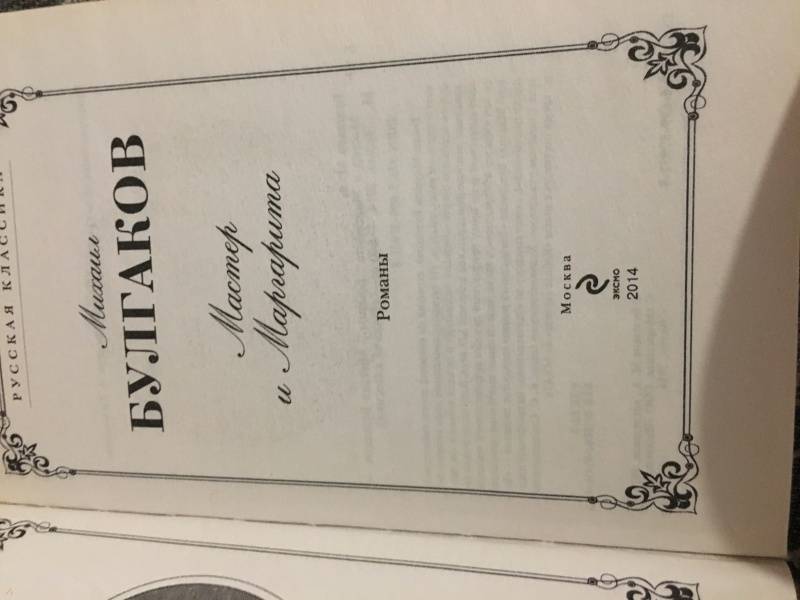 РУССКАЯ КЛАССИКА
Михаил
БУЛГАКОВ
Мастер
и Маргарита
Романы
Москва
ЭКСМО
2014